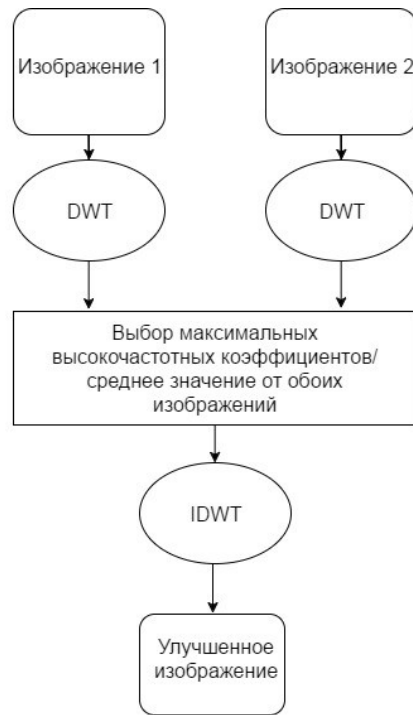 Изображение 1
Изображение 2
DWT
DWT
Выбор максимальных
высокочастотных коэффициентов/
среднее значение от обоих
изображений
IDWT
Улучшенное
изображение